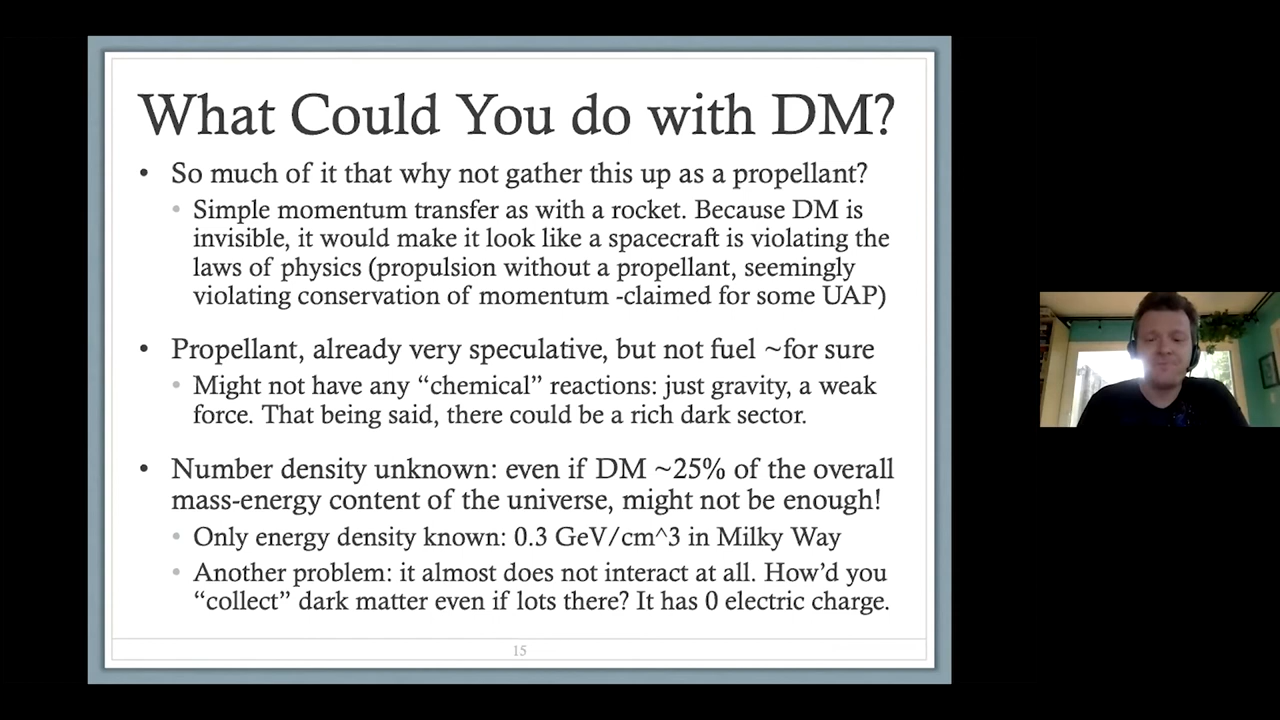 What Could You do with DM?
• So much of it that why not gather this up as a propellant?
• Simple momentum transfer as with a rocket. Because DM is
invisible, it would make it look like a spacecraft is violating the
laws of physics (propulsion without a propellant, seemingly
violating conservation of momentum -claimed for some UAP)
• Propellant, already very speculative, but not fuel ~for sure
• Might not have any “chemical” reactions: just gravity, a weak
force. That being said, there could be a rich dark sector.
• Number density unknown: even if DM ~25% of the overall
mass-energy content of the universe, might not be enough!
• Only energy density known: 0.3 GeV/cm^3 in Milky Way
• Another problem: it almost does not interact at all. How’d you
“collect” dark matter even if lots there? It has 0 electric charge.
15